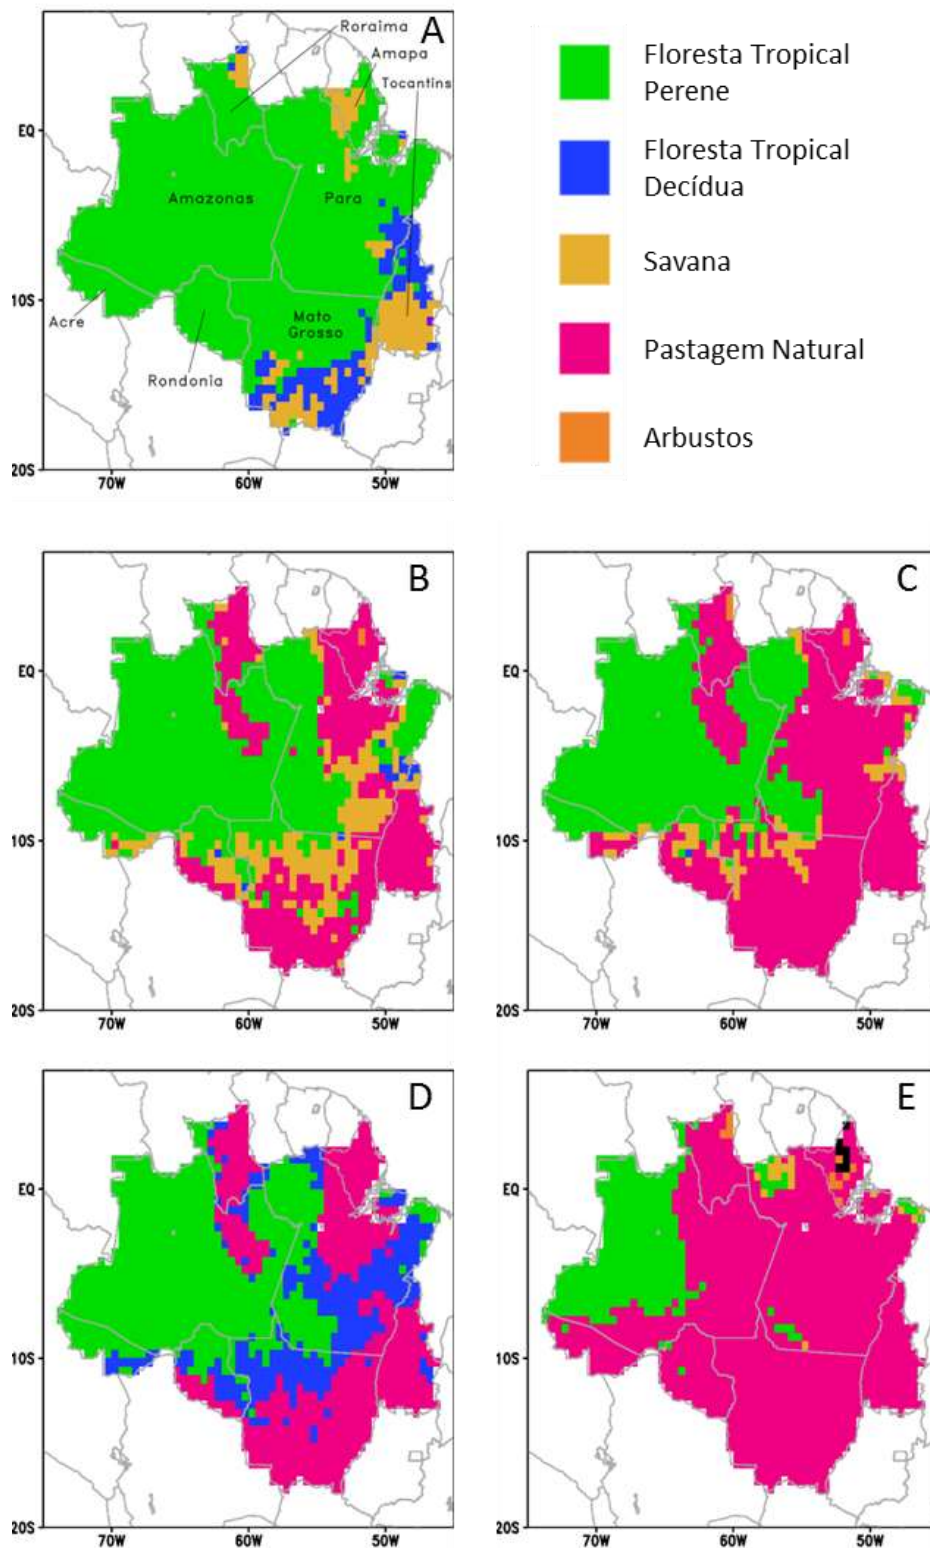 A
Roraima
Amapa
Tocantins
EQ
Amazonas
Para
10S
Acre
Mato
Grosso
Rondonia
20S
70W 60W 50W
Floresta Tropical
Perene
Floresta Tropical
Decídua
Savana
Pastagem Natural
Arbustos
B
EQ
10S
20S
70W 60W 50W
C
EQ
10S
20S
70W 60W 50W
D
EQ
10S
20S
70W 60W 50W
E
EQ
10S
20S
70W 60W 50W